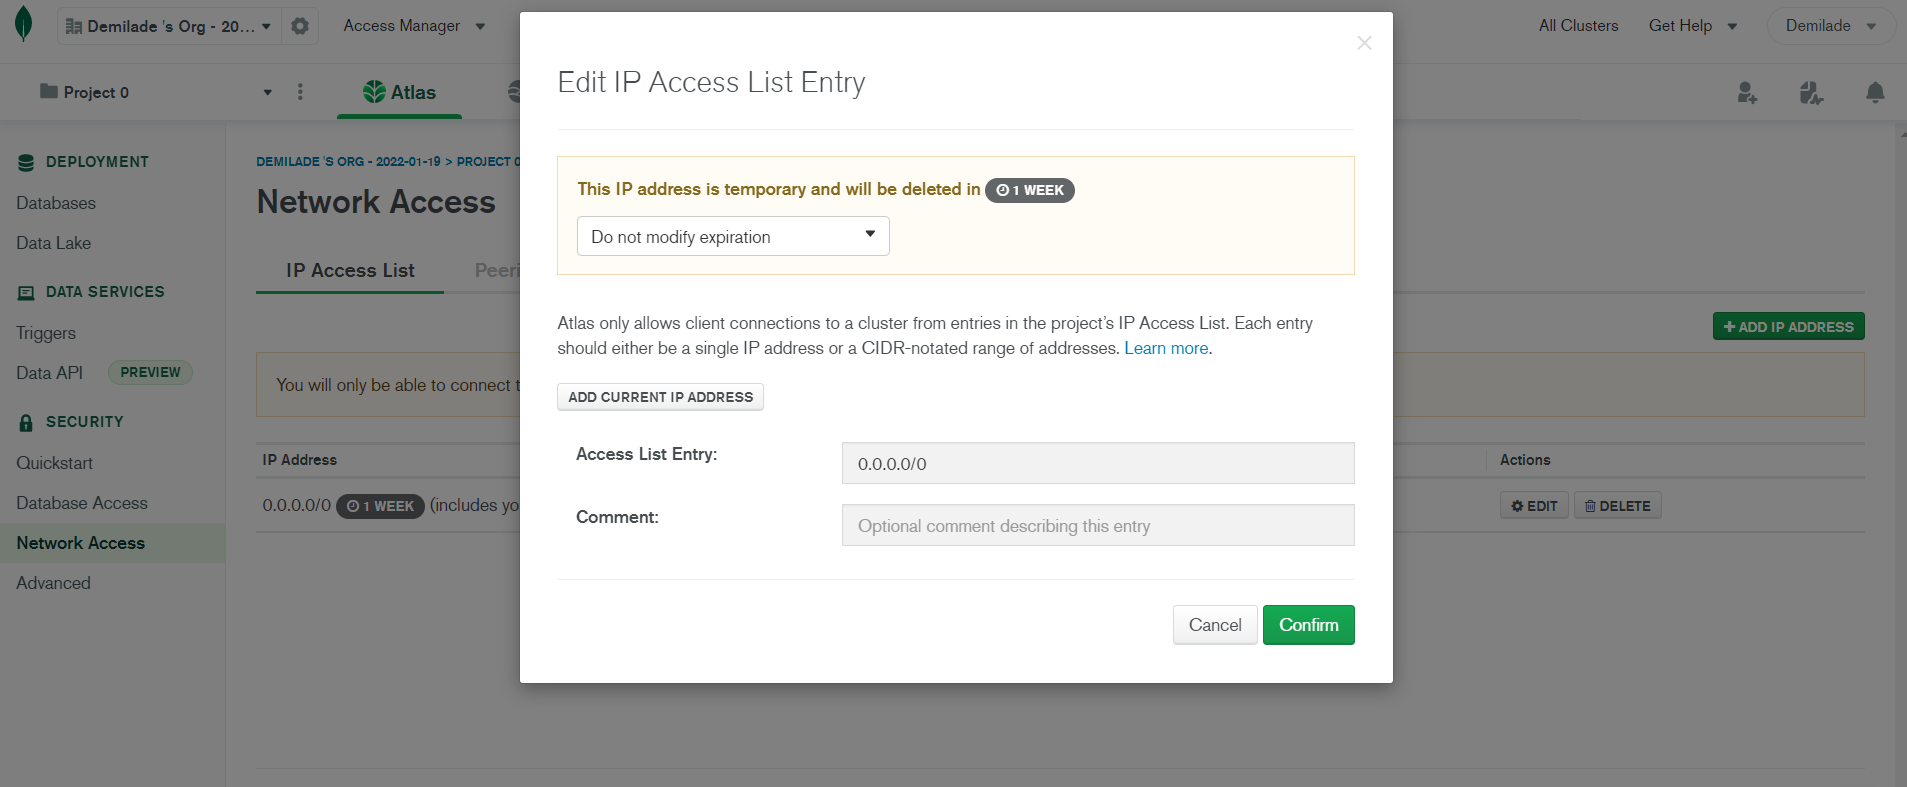 Demilade 's Org - 20...
Access Manager
All Clusters
Get Help
Demilade
Project 0
Atlas
DEPLOYMENT
Databases
Data Lake
DATA SERVICES
Triggers
Data API
PREVIEW
SECURITY
Quickstart
Database Access
Network Access
Advanced
DEMILADE 'S ORG - 2022-01-19 > PROJECT 0
Network Access
IP Access List
+ ADD IP ADDRESS
You will only be able to connect
IP Address
Actions
0.0.0.0/0 1 WEEK (includes
EDIT
DELETE
Edit IP Access List Entry
This IP address is temporary and will be deleted in 1 WEEK
Do not modify expiration
Atlas only allows client connections to a cluster from entries in the project's IP Access List. Each entry
should either be a single IP address or a CIDR-notated range of addresses. Learn more.
ADD CURRENT IP ADDRESS
Access List Entry:
0.0.0.0/0
Comment:
Optional comment describing this entry
Cancel
Confirm